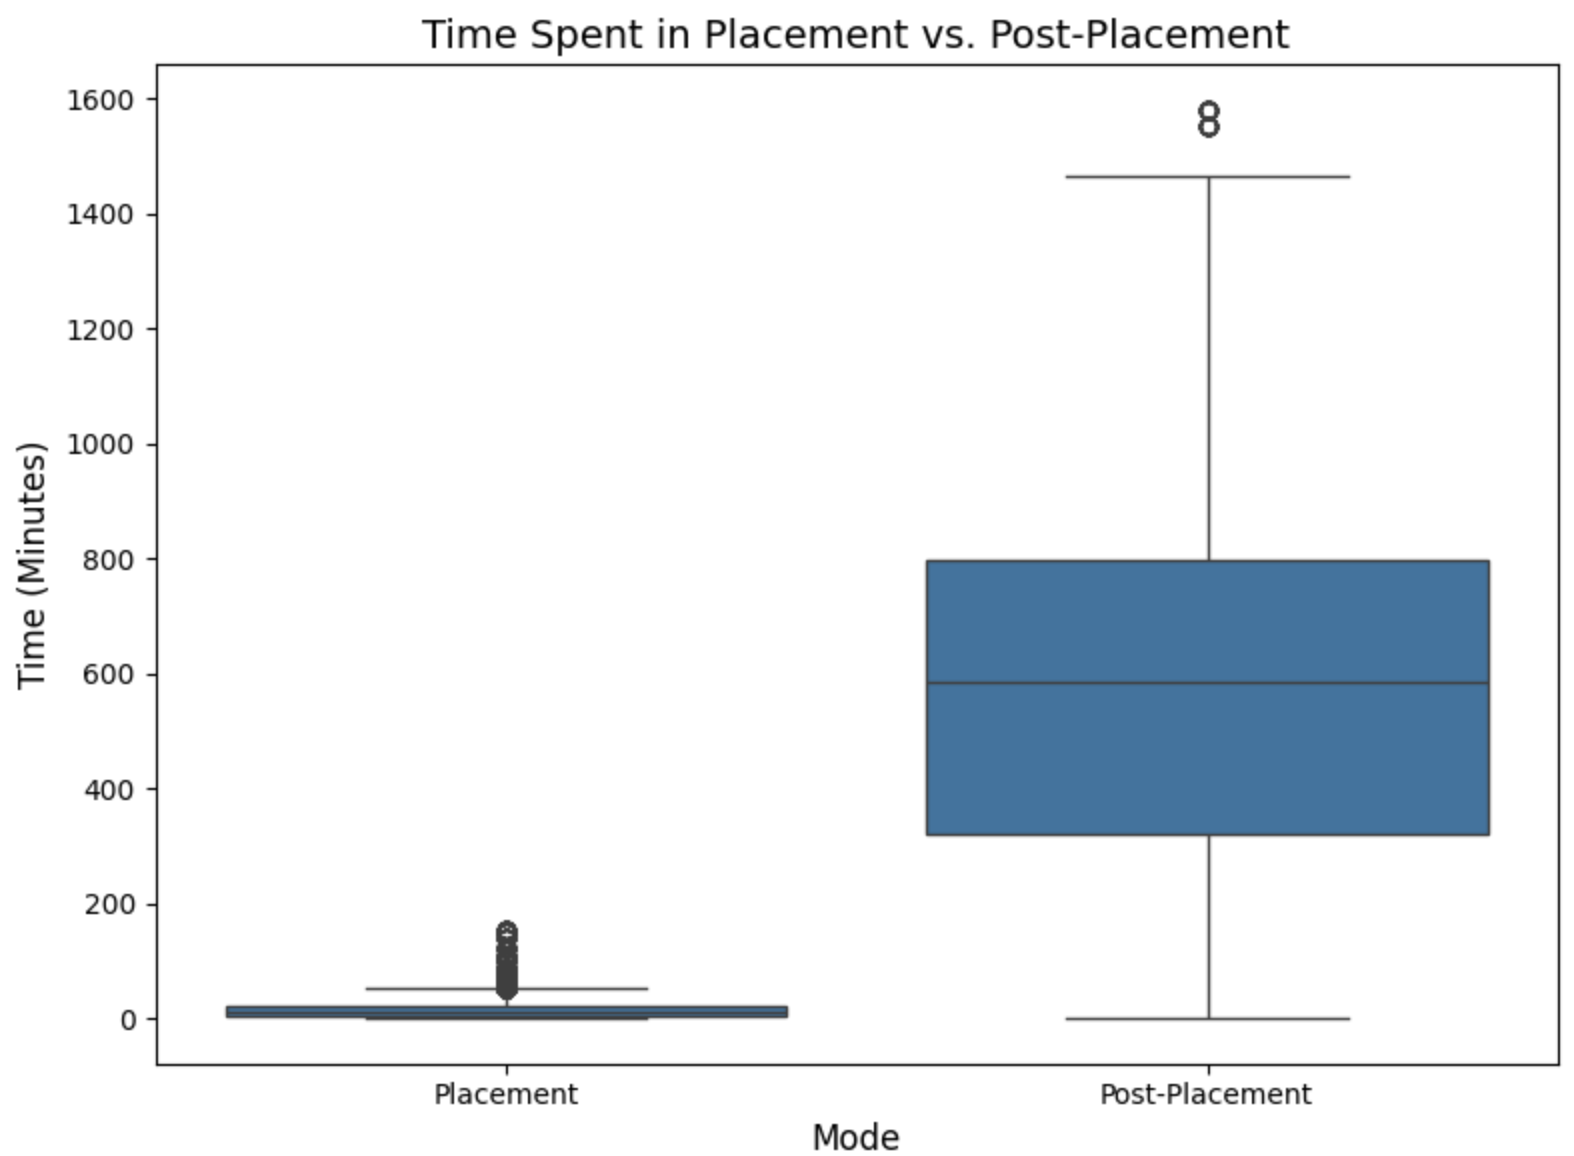 Time Spent in Placement vs. Post-Placement
Time (Minutes)
1600
1400
1200
1000
800
600
400
200
0
Placement
Post-Placement
Mode